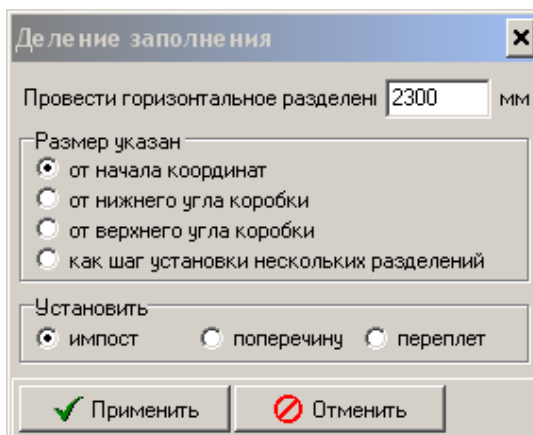 Деление заполнения
Провести горизонтальное разделени 2300 мм
Размер указан
от начала координат
от нижнего угла коробки
от верхнего угла коробки
как шаг установки нескольких разделений
Установить
импост поперечину переплет
Применить Отменить